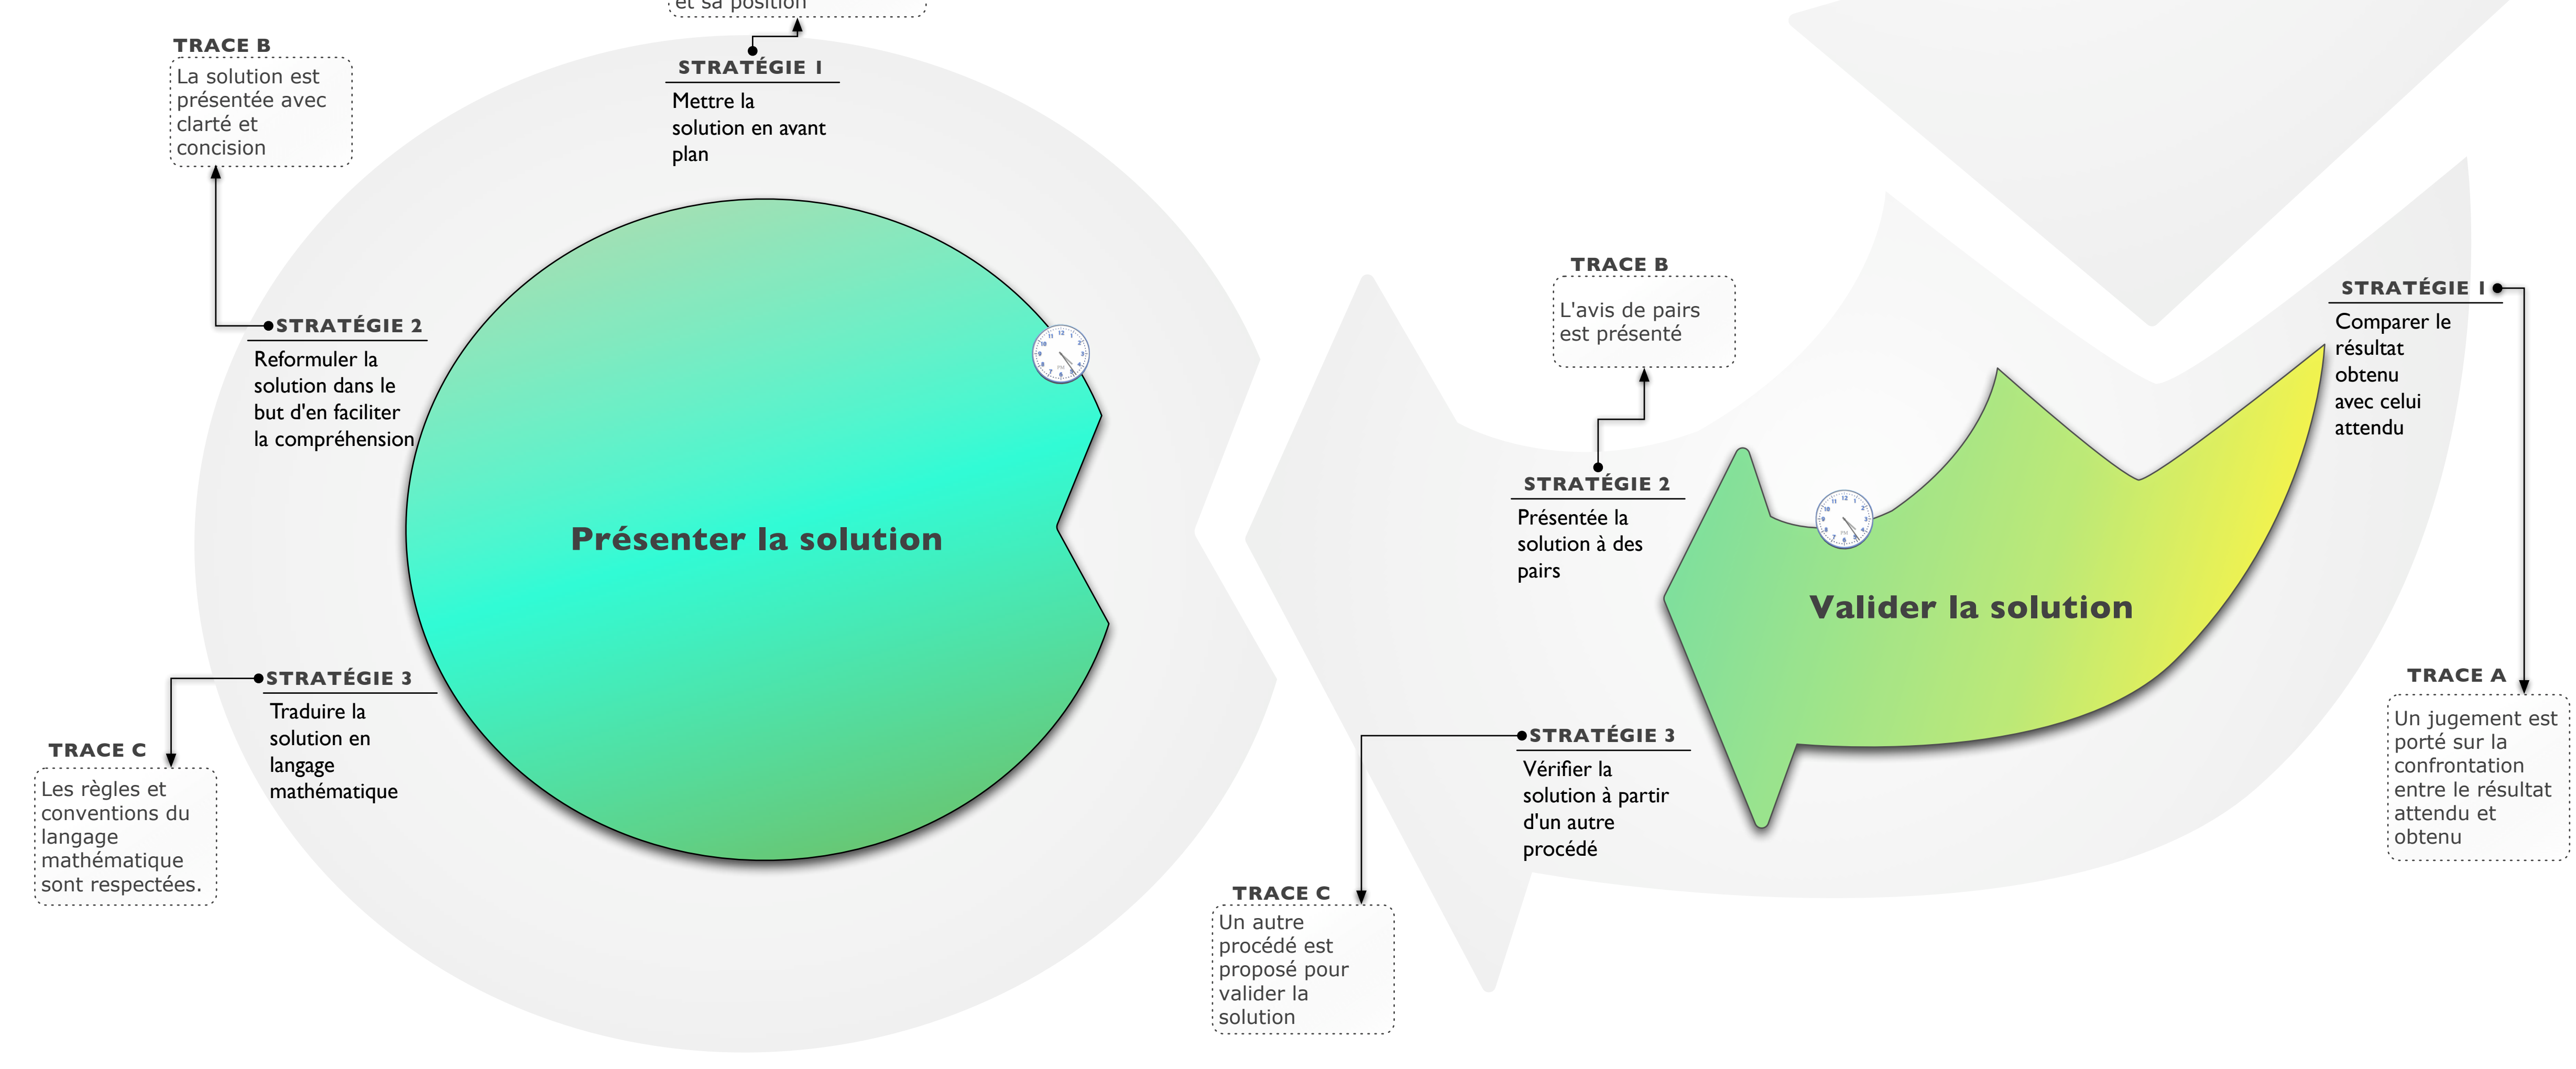 et sa position
TRACE B
La solution est
présentée avec
clarté et
concision
STRATÉGIE 1
Mettre la
solution en avant
plan
STRATÉGIE 2
Reformuler la
solution dans le
but d'en faciliter
la compréhension
Présenter la solution
STRATÉGIE 3
Traduire la
solution en
langage
mathématique
TRACE C
Les règles et
conventions du
langage
mathématique
sont respectées.
TRACE B
L'avis de pairs
est présenté
STRATÉGIE 1
Comparer le
résultat
obtenu
avec celui
attendu
STRATÉGIE 2
Présentée la
solution à des
pairs
Valider la solution
TRACE A
Un jugement est
porté sur la
confrontation
entre le résultat
attendu et
obtenu
STRATÉGIE 3
Vérifier la
solution à partir
d'un autre
procédé
TRACE C
Un autre
procédé est
proposé pour
valider la
solution